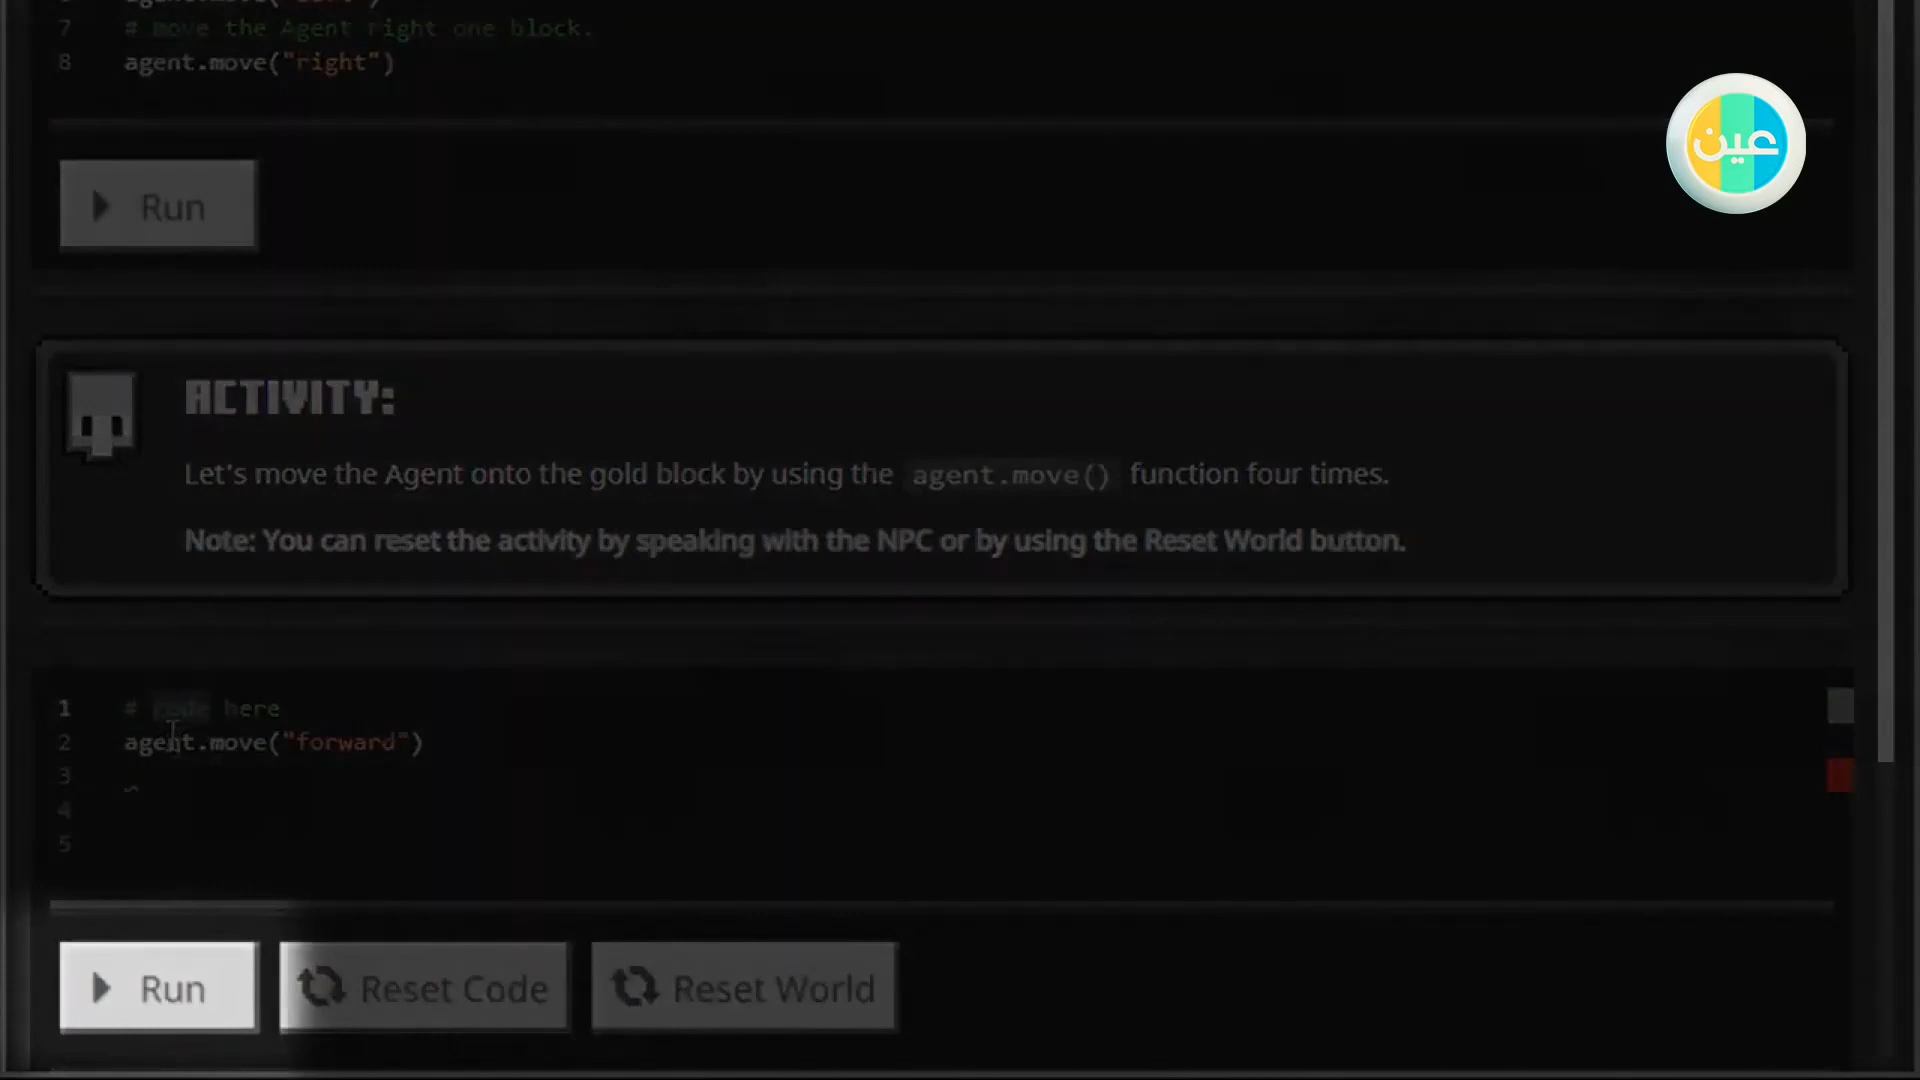 7 # move the Agent right one block.
8 agent.move("right")
عين
Run
ACTIVITY:
Let's move the Agent onto the gold block by using the agent.move() function four times.
Note: You can reset the activity by speaking with the NPC or by using the Reset World button.
1 # code here
2 agent.move("forward")
3
4
5
Run
Reset Code
Reset World